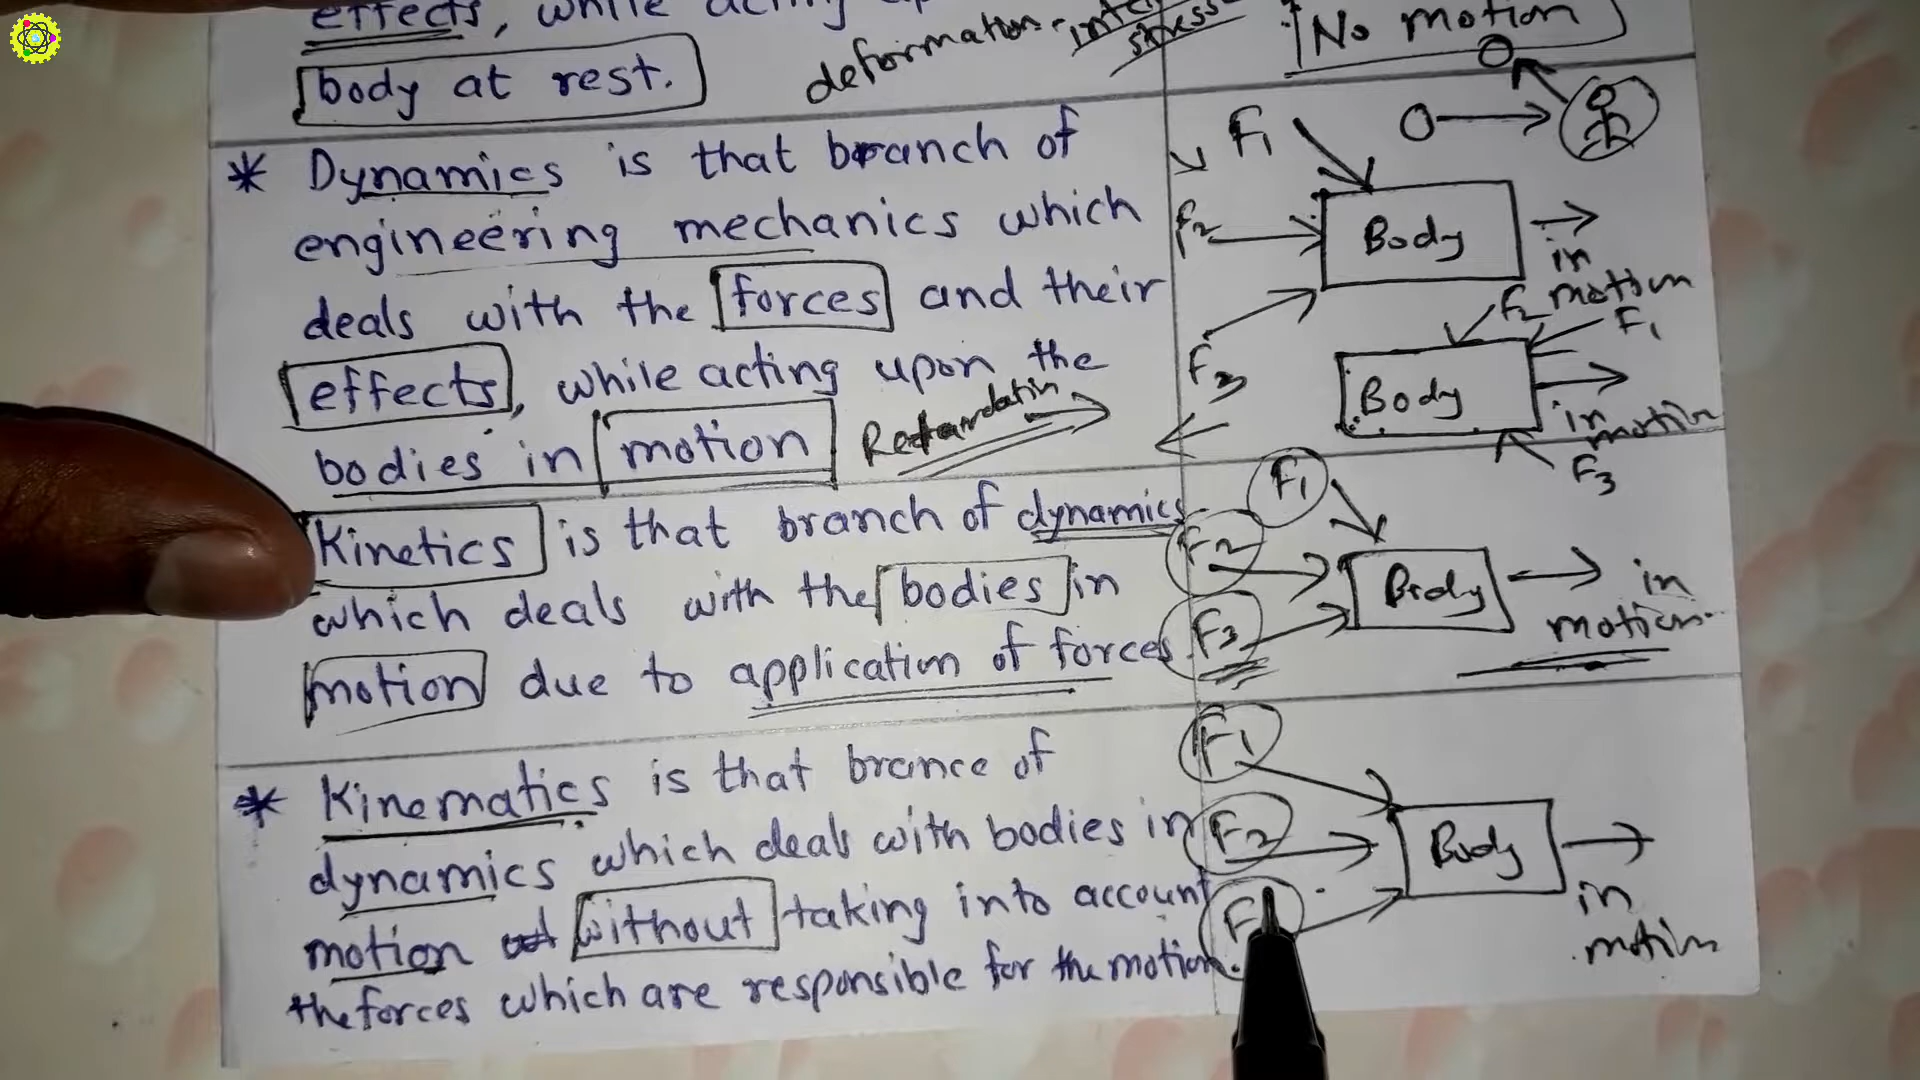 effects, while acting
body at rest.
deformation -
stress
No motion
* Dynamics is that branch of
engineering mechanics which
deals with the forces and their
effects, while acting upon the
bodies in motion
Retardatin
F1
F2
F3
Body
in
motion
F2
F1
Body
in
motion
F3
Kinetics is that branch of dynamics
which deals with the bodies in
motion due to application of forces
F1
F2
F3
Body
in
motion.
* Kinematics is that brance of
dynamics which deals with bodies in
motion without taking into account
the forces which are responsible for the motion.
F1
F2
F
Body
in
motion